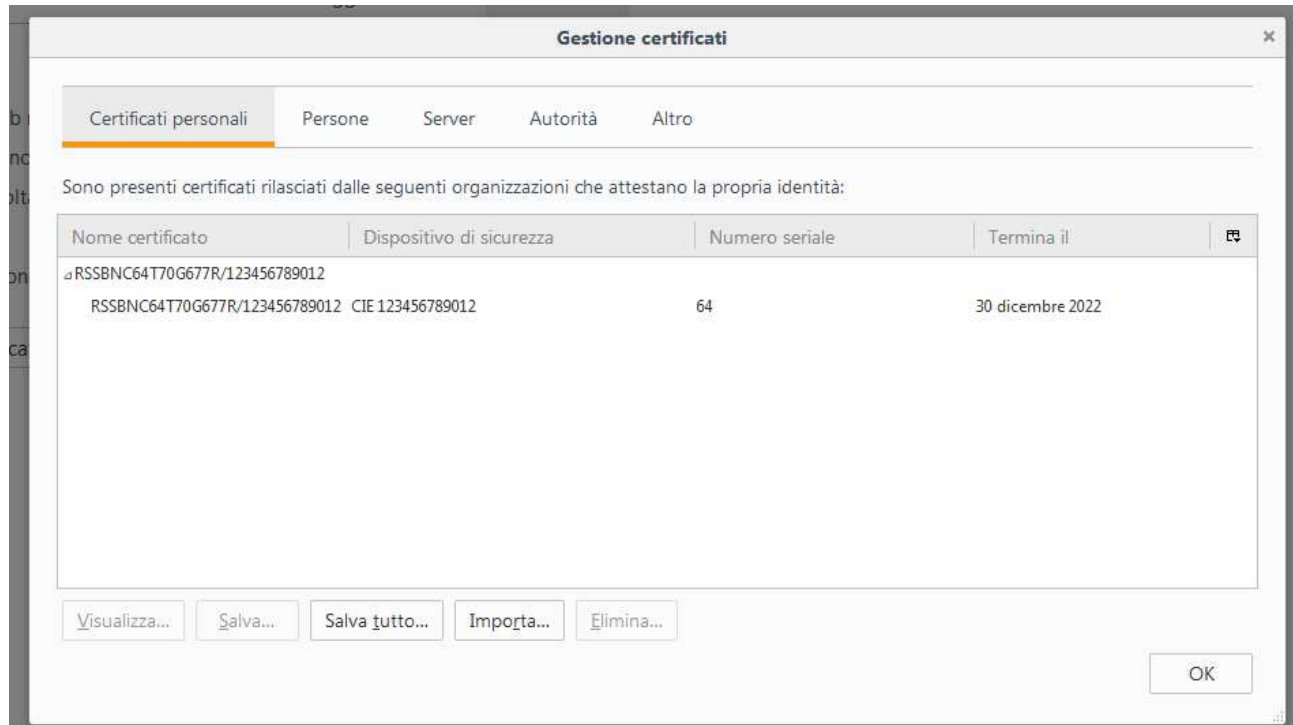 Gestione certificati
Certificati personali Persone Server Autorità Altro
Sono presenti certificati rilasciati dalle seguenti organizzazioni che attestano la propria identità:
Nome certificato Dispositivo di sicurezza Numero seriale Termina il
RSSBNC64T70G677R/123456789012
RSSBNC64T70G677R/123456789012 CIE 123456789012 64 30 dicembre 2022
Visualizza... Salva... Salva tutto... Importa... Elimina...
OK